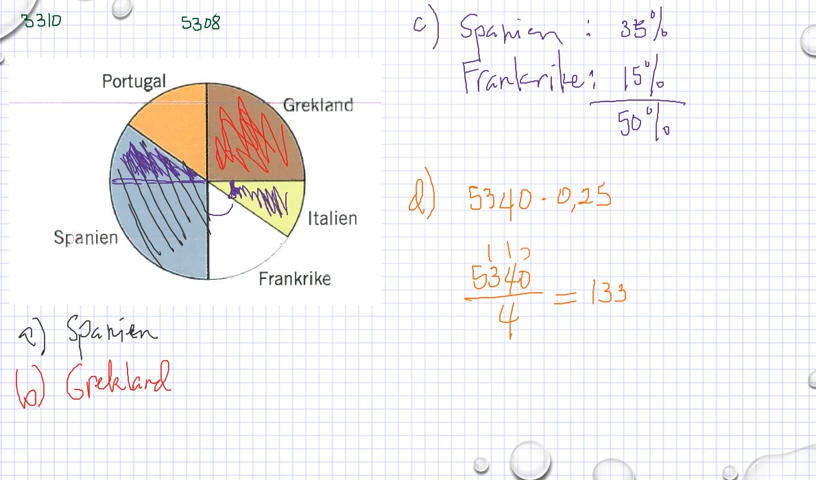 3310
5308
Portugal
Grekland
Italien
Spanien
Frankrike
a) Spanien
b) Grekland
c) Spanien: 35%
Frankrike: 15%
50%
d) 5340 · 0,25
5340
4
= 133